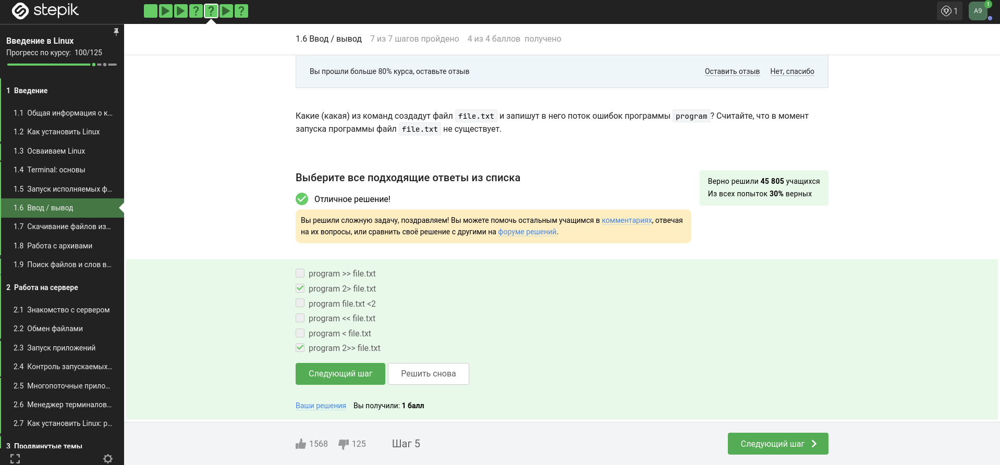 stepik
? ? ?
1
A9
1
Введение в Linux
Прогресс по курсу: 100/125
1 Введение
1.1 Общая информация о к...
1.2 Как установить Linux
1.3 Осваиваем Linux
1.4 Terminal: основы
1.5 Запуск исполняемых ф...
1.6 Ввод / вывод
1.7 Скачивание файлов из...
1.8 Работа с архивами
1.9 Поиск файлов и слов в...
2 Работа на сервере
2.1 Знакомство с сервером
2.2 Обмен файлами
2.3 Запуск приложений
2.4 Контроль запускаемых...
2.5 Многопоточные прило...
2.6 Менеджер терминалов...
2.7 Как установить Linux: р...
3 Продвинутые темы
1.6 Ввод / вывод 7 из 7 шагов пройдено 4 из 4 баллов получено
Вы прошли больше 80% курса, оставьте отзыв Оставить отзыв Нет, спасибо
Какие (какая) из команд создадут файл file.txt и запишут в него поток ошибок программы program? Считайте, что в момент
запуска программы файл file.txt не существует.
Выберите все подходящие ответы из списка
Верно решили 45 805 учащихся
Из всех попыток 30% верных
Отличное решение!
Вы решили сложную задачу, поздравляем! Вы можете помочь остальным учащимся в комментариях, отвечая
на их вопросы, или сравнить своё решение с другими на форуме решений.
program >> file.txt
program 2> file.txt
program file.txt <2
program << file.txt
program < file.txt
program 2>> file.txt
Следующий шаг Решить снова
Ваши решения Вы получили: 1 балл
1568 125 Шаг 5 Следующий шаг